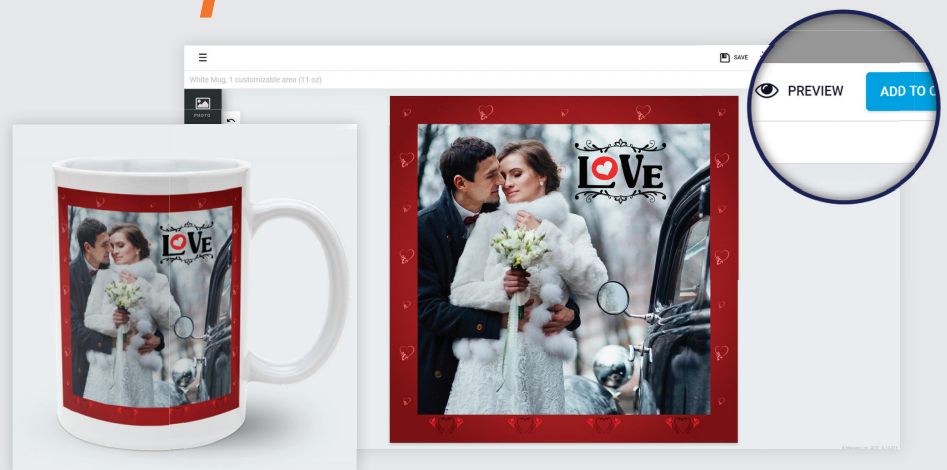 SAVE
White Mug, 1 customizable area (11 oz)
PREVIEW
ADD TO C
PHOTO
LOVE
LOVE